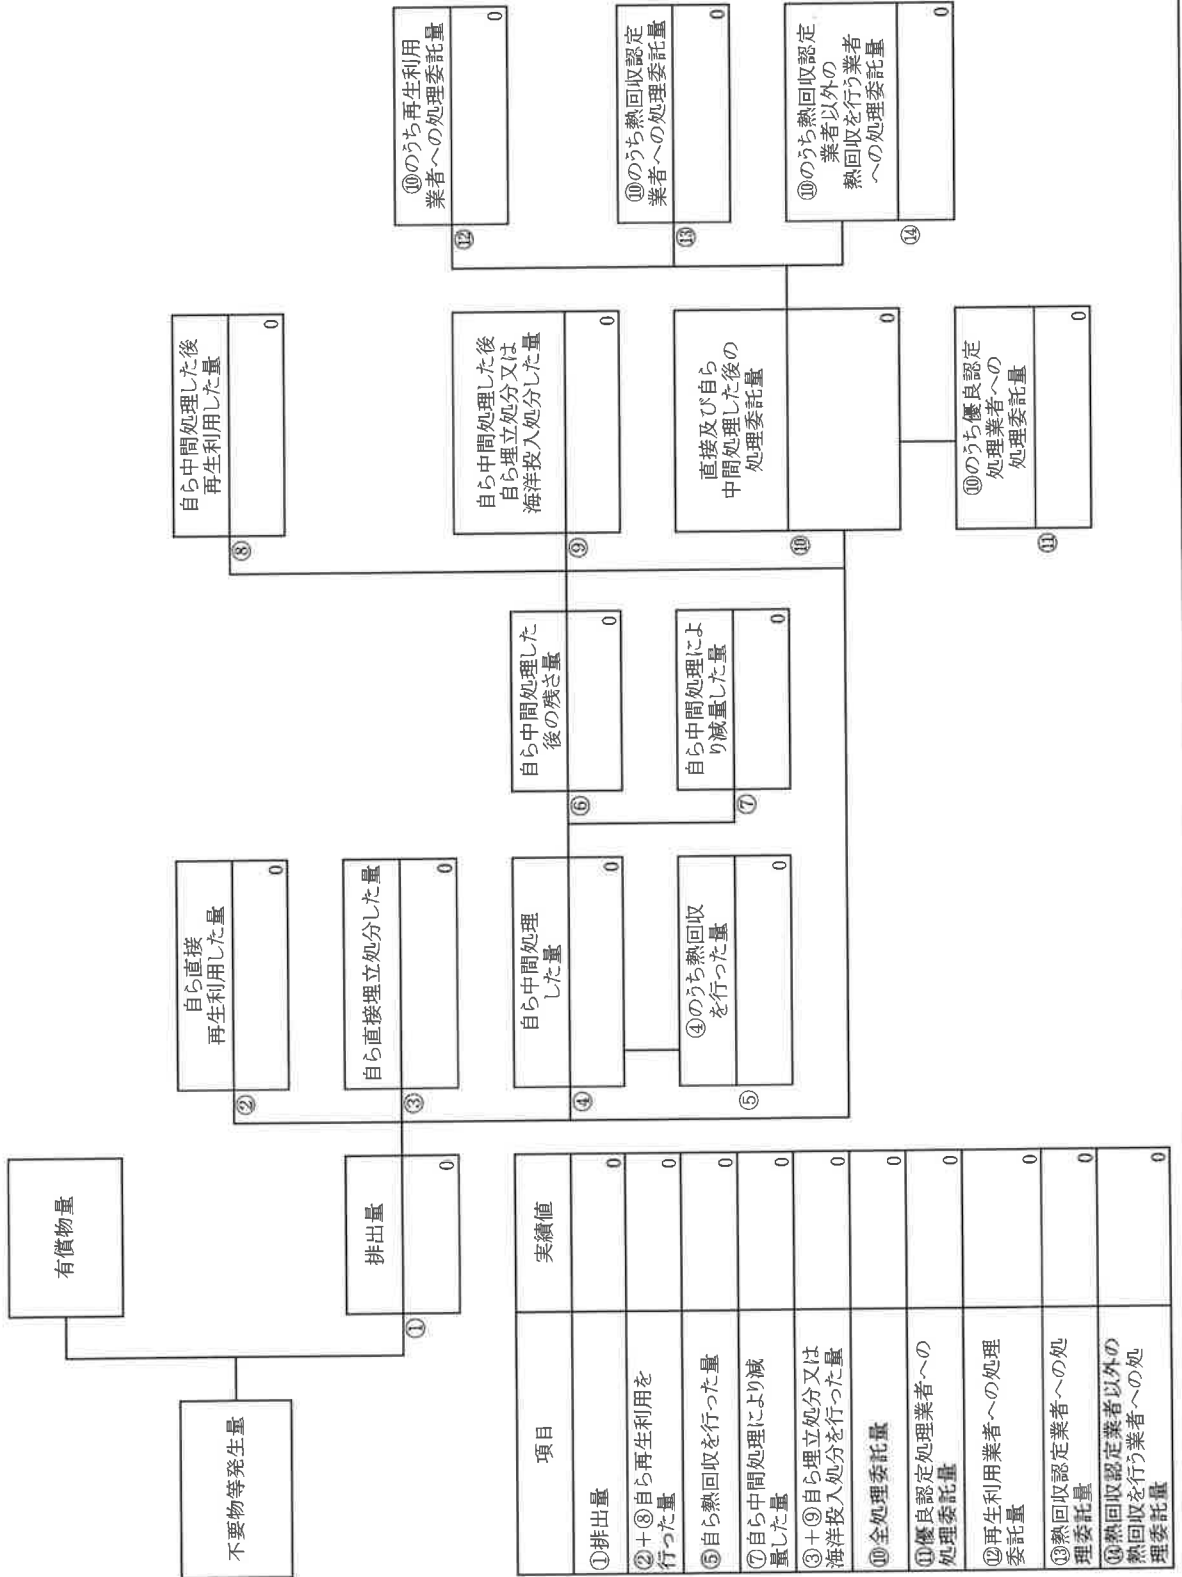 不要物等発生量
有償物量
①
排出量
0
②
自ら直接
再生利用した量
0
③
自ら直接埋立処分した量
0
④
自ら中間処理
した量
0
⑤
④のうち熱回収
を行った量
0
⑥
自ら中間処理した
後の残さ量
0
⑦
自ら中間処理によ
り減量した量
0
⑧
自ら中間処理した後
再生利用した量
0
⑨
自ら中間処理した後
自ら埋立処分又は
海洋投入処分した量
0
⑩
直接及び自ら
中間処理した後の
処理委託量
0
⑪
⑩のうち優良認定
処理業者への
処理委託量
0
⑫
⑩のうち再生利用
業者への処理委託量
0
⑬
⑩のうち熱回収認定
業者への処理委託量
0
⑭
⑩のうち熱回収認定
業者以外の
熱回収を行う業者
への処理委託量
0
項目 実績値
①排出量 0
②+⑧自ら再生利用を
行った量 0
⑤自ら熱回収を行った量 0
⑦自ら中間処理により減
量した量 0
③+⑨自ら埋立処分又は
海洋投入処分を行った量 0
⑩全処理委託量 0
⑪優良認定処理業者への
処理委託量 0
⑫再生利用業者への処理
委託量 0
⑬熱回収認定業者への処
理委託量 0
⑭熱回収認定業者以外の
熱回収を行う業者への処
理委託量 0